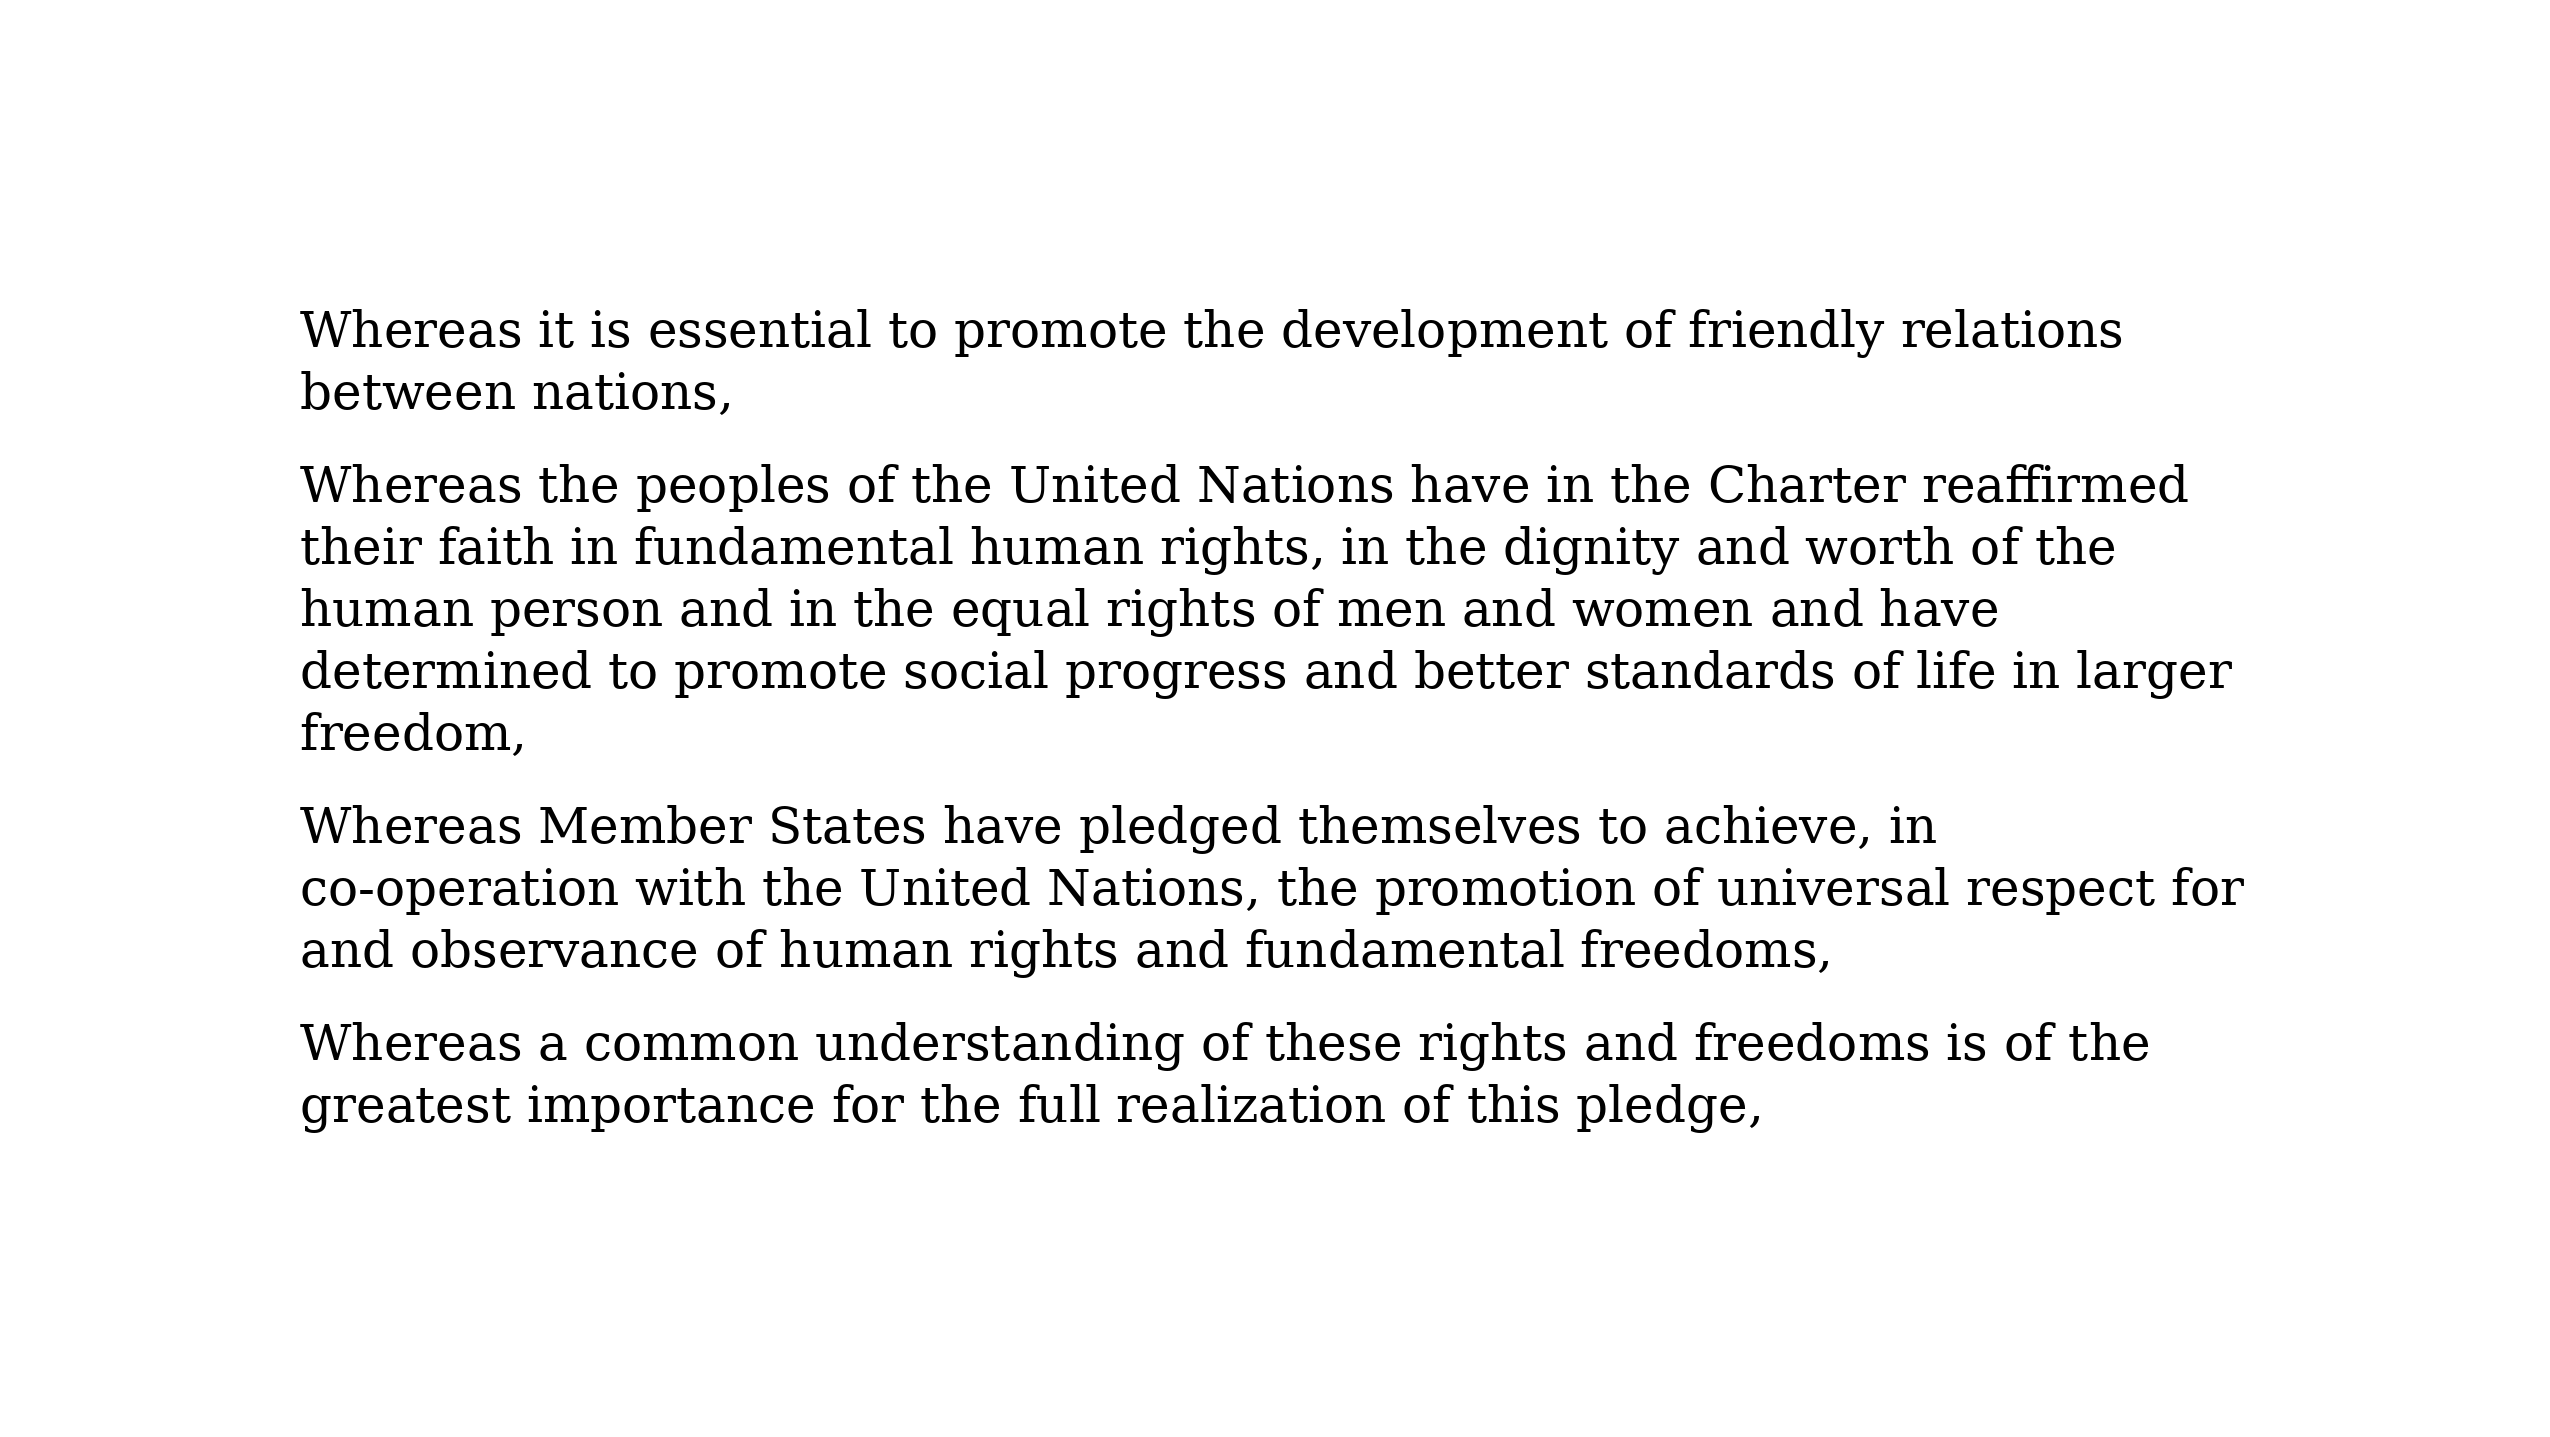 Whereas it is essential to promote the development of friendly relations
between nations,
Whereas the peoples of the United Nations have in the Charter reaffirmed
their faith in fundamental human rights, in the dignity and worth of the
human person and in the equal rights of men and women and have
determined to promote social progress and better standards of life in larger
freedom,
Whereas Member States have pledged themselves to achieve, in
co-operation with the United Nations, the promotion of universal respect for
and observance of human rights and fundamental freedoms,
Whereas a common understanding of these rights and freedoms is of the
greatest importance for the full realization of this pledge,